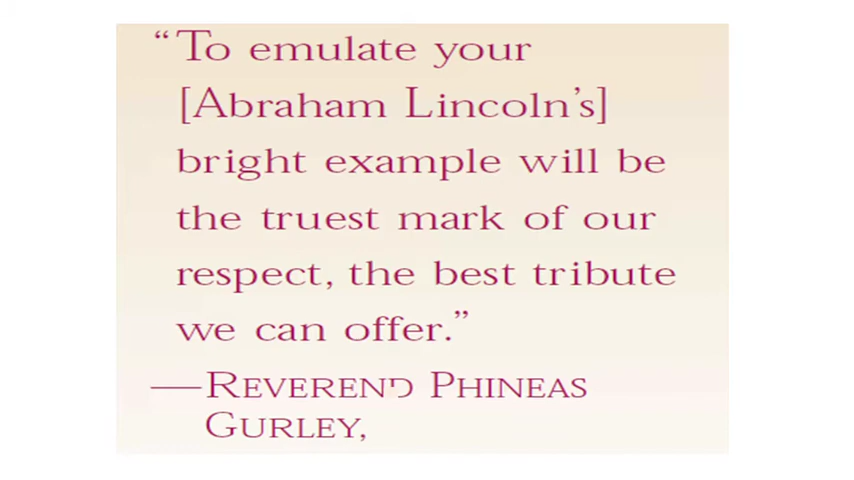 “To emulate your
[Abraham Lincoln’s]
bright example will be
the truest mark of our
respect, the best tribute
we can offer.”
—REVEREND PHINEAS
GURLEY,